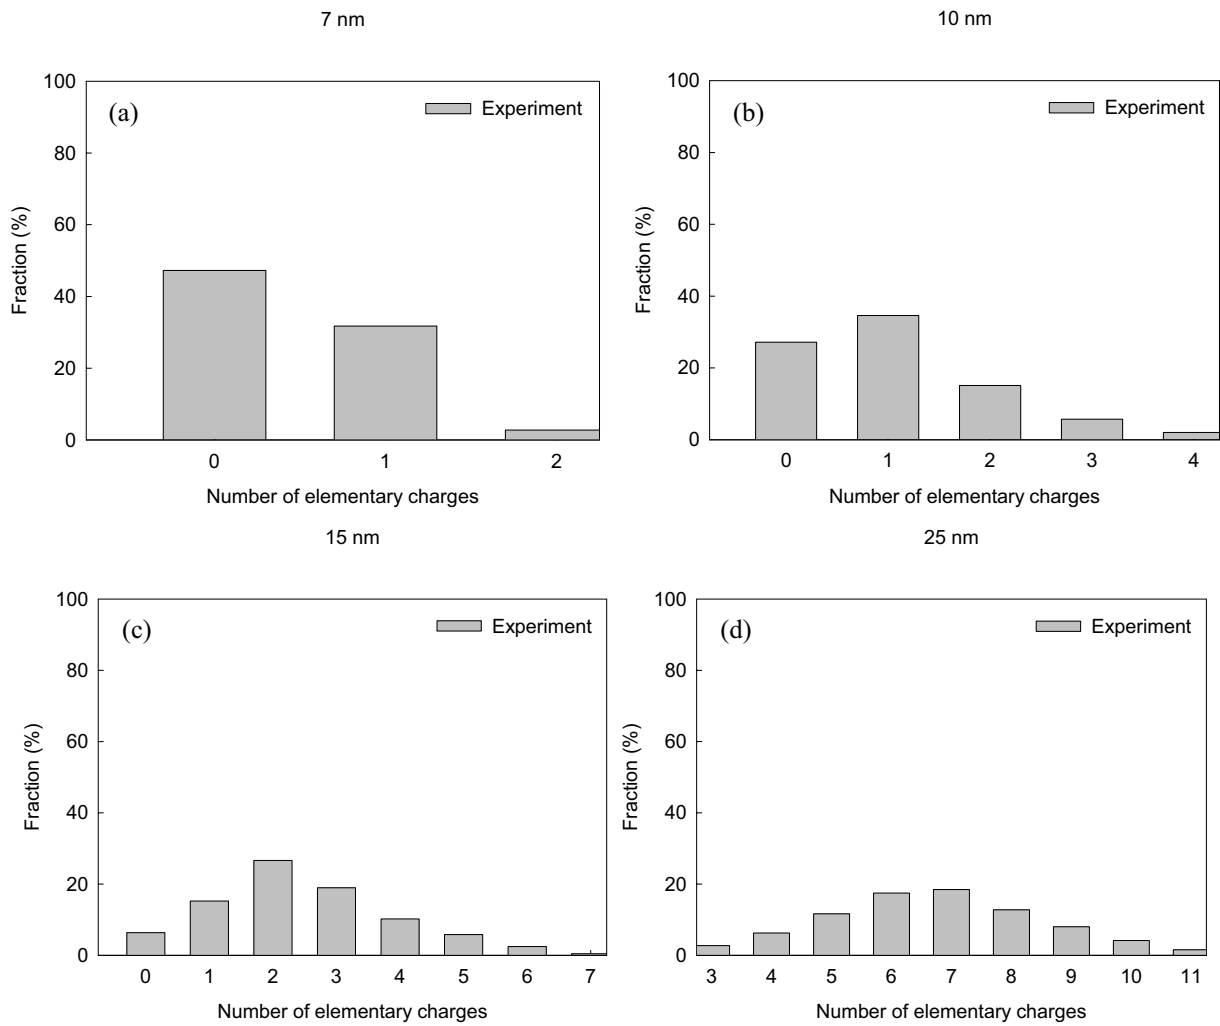 7 nm
10 nm
100
80
60
40
20
0
Fraction (%)
(a)
Experiment
0 1 2
Number of elementary charges
100
80
60
40
20
0
Fraction (%)
(b)
Experiment
0 1 2 3 4
Number of elementary charges
15 nm
25 nm
100
80
60
40
20
0
Fraction (%)
(c)
Experiment
0 1 2 3 4 5 6 7
Number of elementary charges
100
80
60
40
20
0
Fraction (%)
(d)
Experiment
3 4 5 6 7 8 9 10 11
Number of elementary charges